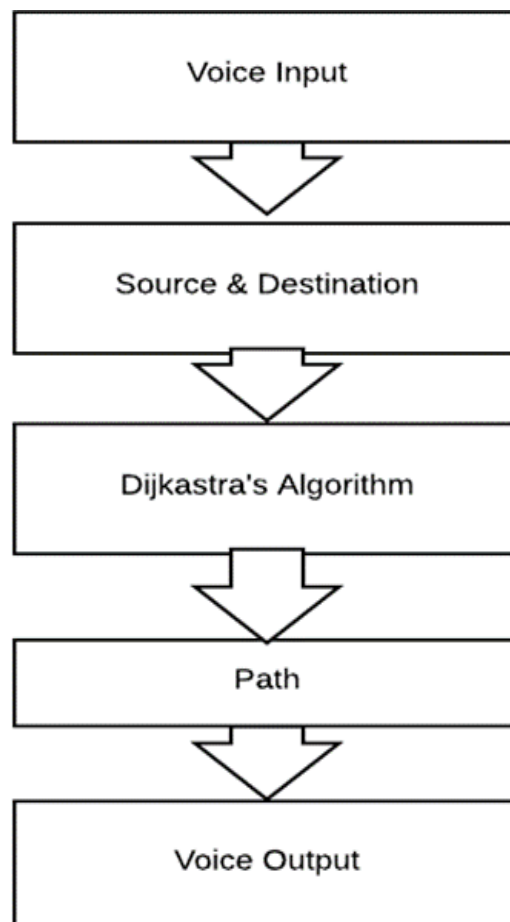 Voice Input
Source & Destination
Dijkastra's Algorithm
Path
Voice Output